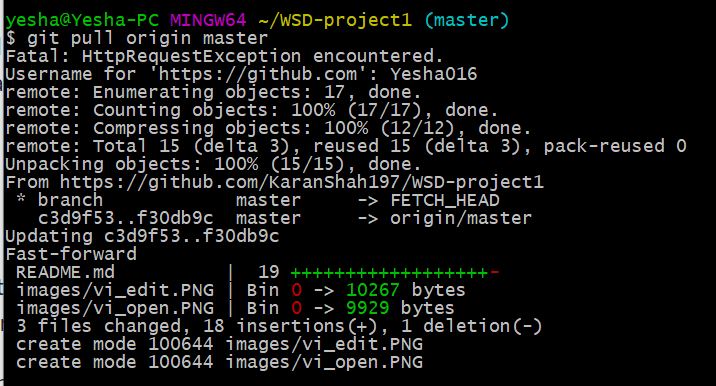 yesha@Yesha-PC MINGW64 ~/WSD-project1 (master)
$ git pull origin master
Fatal: HttpRequestException encountered.
Username for 'https://github.com': Yesha016
remote: Enumerating objects: 17, done.
remote: Counting objects: 100% (17/17), done.
remote: Compressing objects: 100% (12/12), done.
remote: Total 15 (delta 3), reused 15 (delta 3), pack-reused 0
Unpacking objects: 100% (15/15), done.
From https://github.com/KaranShah197/WSD-project1
 * branch            master     -> FETCH_HEAD
   c3d9f53..f30db9c  master     -> origin/master
Updating c3d9f53..f30db9c
Fast-forward
 README.md          |  19 ++++++++++++++++++-
 images/vi_edit.PNG | Bin 0 -> 10267 bytes
 images/vi_open.PNG | Bin 0 -> 9929 bytes
 3 files changed, 18 insertions(+), 1 deletion(-)
 create mode 100644 images/vi_edit.PNG
 create mode 100644 images/vi_open.PNG